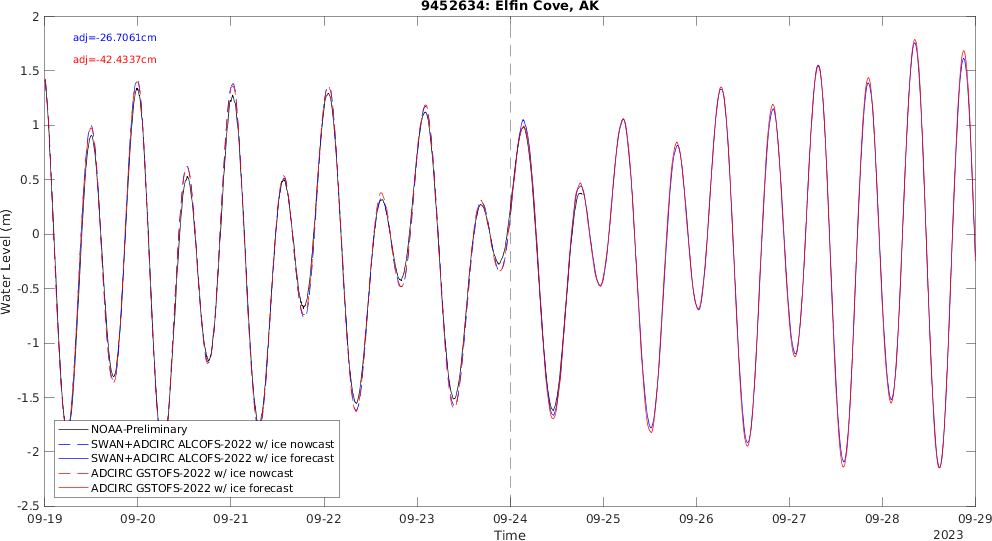 9452634: Elfin Cove, AK
adj=-26.7061cm
adj=-42.4337cm
2
1.5
1
0.5
0
-0.5
-1
-1.5
-2
-2.5
Water Level (m)
NOAA-Preliminary
SWAN+ADCIRC ALCOFS-2022 w/ ice nowcast
SWAN+ADCIRC ALCOFS-2022 w/ ice forecast
ADCIRC GSTOFS-2022 w/ ice nowcast
ADCIRC GSTOFS-2022 w/ ice forecast
09-19 09-20 09-21 09-22 09-23 09-24 09-25 09-26 09-27 09-28 09-29
Time
2023